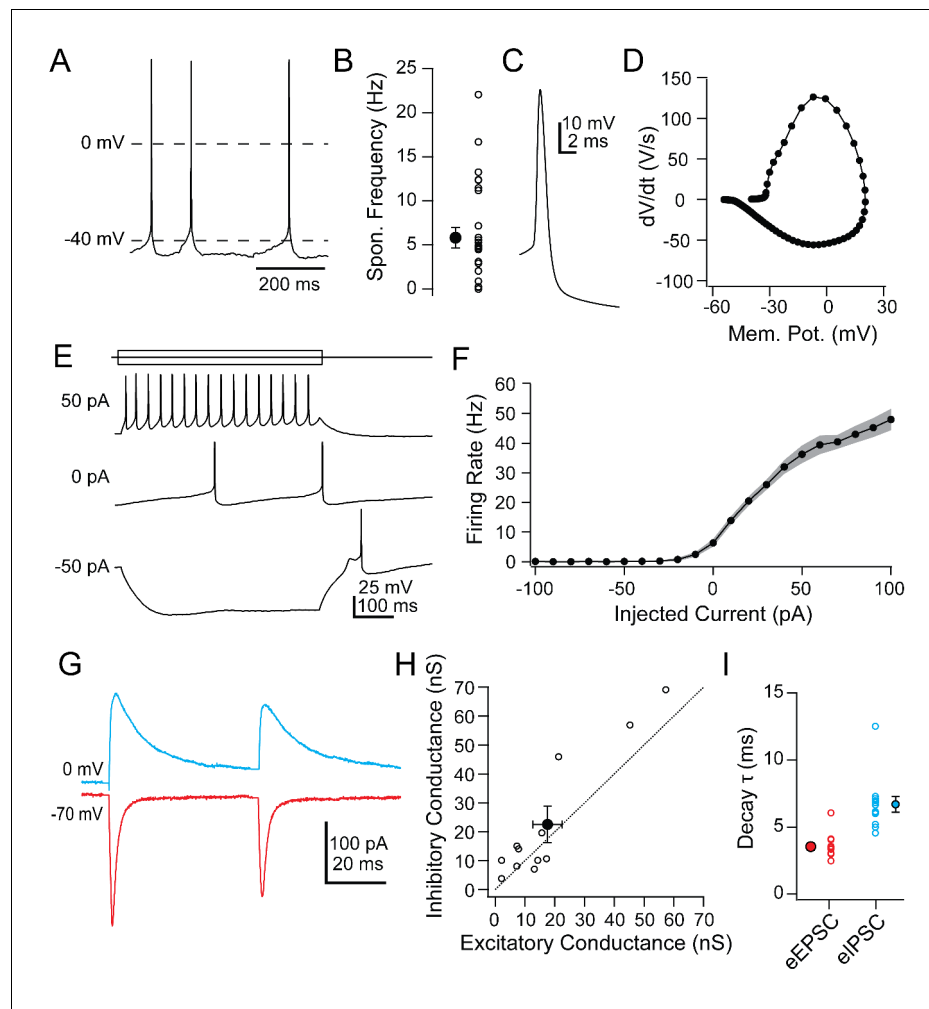 A
0 mV
-40 mV
200 ms
B
Spon. Frequency (Hz)
25
20
15
10
5
0
C
10 mV
2 ms
D
dV/dt (V/s)
150
100
50
0
-50
-100
-60
-30
0
30
Mem. Pot. (mV)
E
50 pA
0 pA
-50 pA
25 mV
100 ms
F
Firing Rate (Hz)
60
50
40
30
20
10
0
-100
-50
0
50
100
Injected Current (pA)
G
0 mV
-70 mV
100 pA
20 ms
H
Inhibitory Conductance (nS)
70
60
50
40
30
20
10
0
0 10 20 30 40 50 60 70
Excitatory Conductance (nS)
I
Decay τ (ms)
15
10
5
0
eEPSC
eIPSC